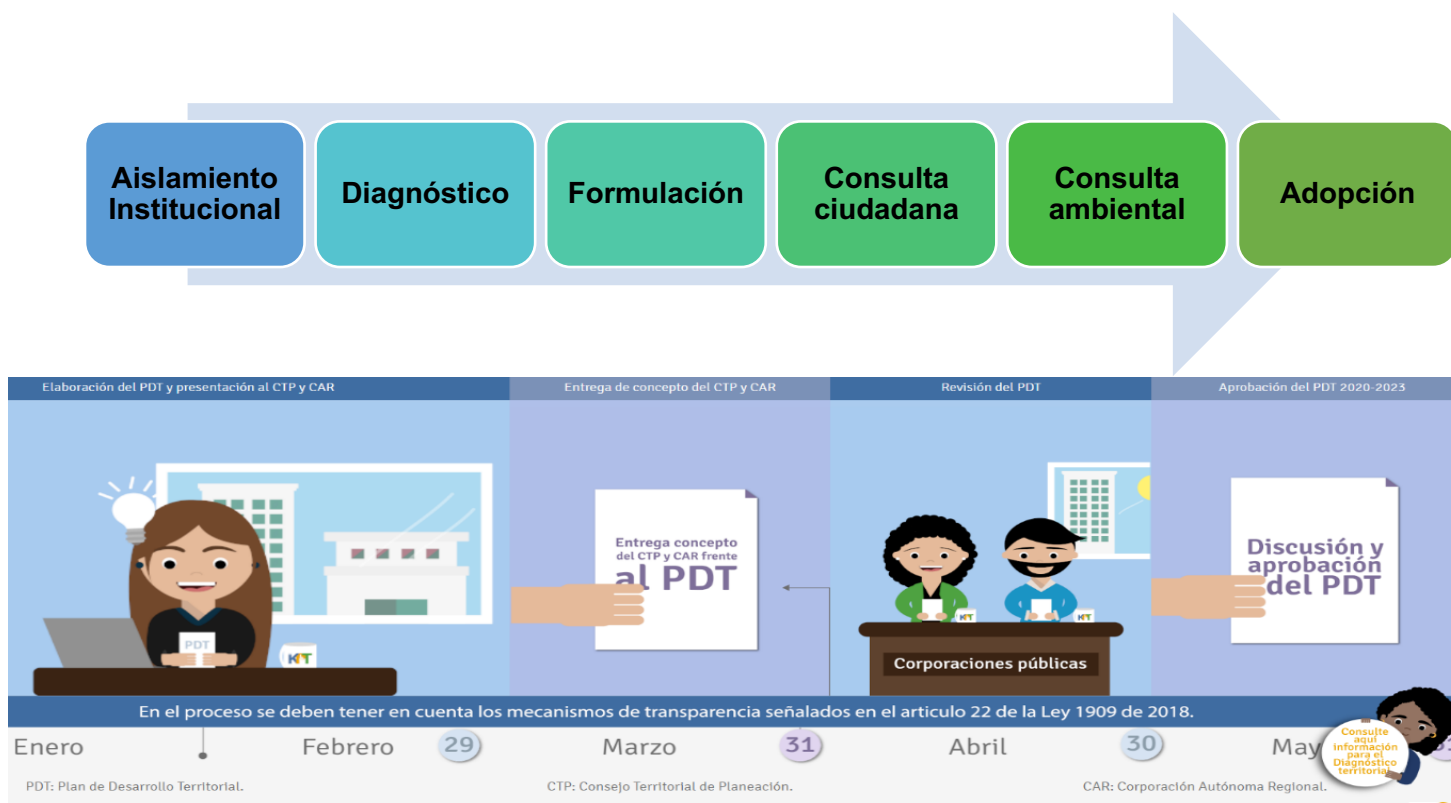 Aislamiento
Institucional
Diagnóstico
Formulación
Consulta
ciudadana
Consulta
ambiental
Adopción
Elaboración del PDT y presentación al CTP y CAR
Entrega de concepto del CTP y CAR
Revisión del PDT
Aprobación del PDT 2020-2023
PDT
KIT
Entrega concepto
del CTP y CAR frente
al PDT
KIT
KIT
Corporaciones públicas
Discusión y
aprobación
del PDT
En el proceso se deben tener en cuenta los mecanismos de transparencia señalados en el articulo 22 de la Ley 1909 de 2018.
Enero
Febrero
29
Marzo
31
Abril
30
May
Consulte
aquí
información
para el
Diagnóstico
territorial
PDT: Plan de Desarrollo Territorial.
CTP: Consejo Territorial de Planeación.
CAR: Corporación Autónoma Regional.